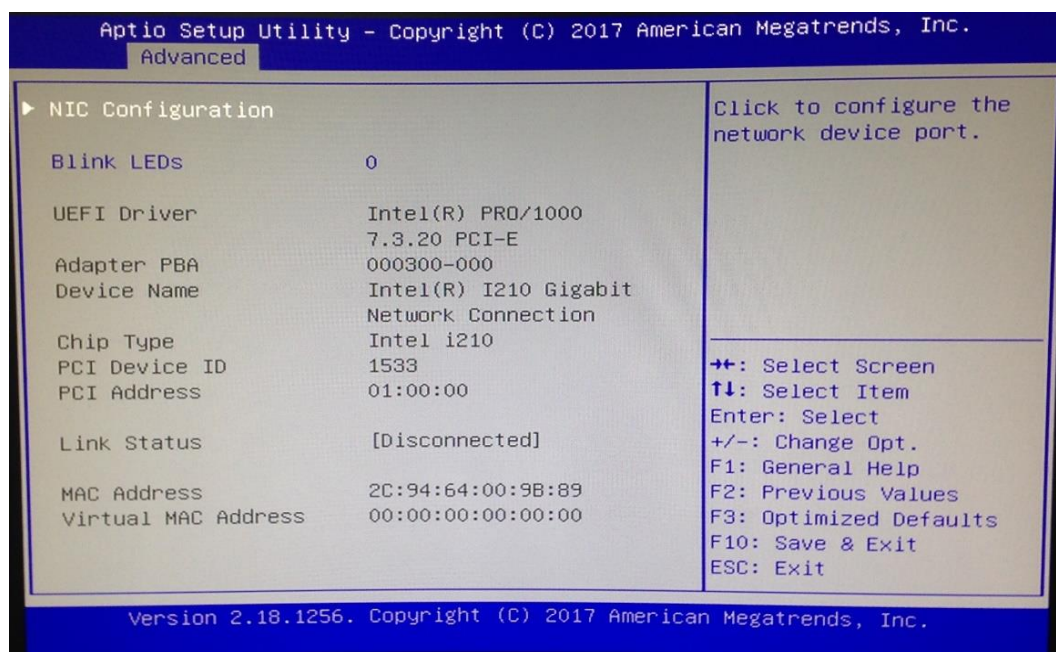 Aptio Setup Utility – Copyright (C) 2017 American Megatrends, Inc.
Advanced
▶ NIC Configuration
Blink LEDs 0
UEFI Driver Intel(R) PRO/1000
7.3.20 PCI-E
Adapter PBA 000300-000
Device Name Intel(R) I210 Gigabit
Network Connection
Chip Type Intel i210
PCI Device ID 1533
PCI Address 01:00:00
Link Status [Disconnected]
MAC Address 2C:94:64:00:9B:89
Virtual MAC Address 00:00:00:00:00:00
Click to configure the
network device port.
→←: Select Screen
↑↓: Select Item
Enter: Select
+/-: Change Opt.
F1: General Help
F2: Previous Values
F3: Optimized Defaults
F10: Save & Exit
ESC: Exit
Version 2.18.1256. Copyright (C) 2017 American Megatrends, Inc.